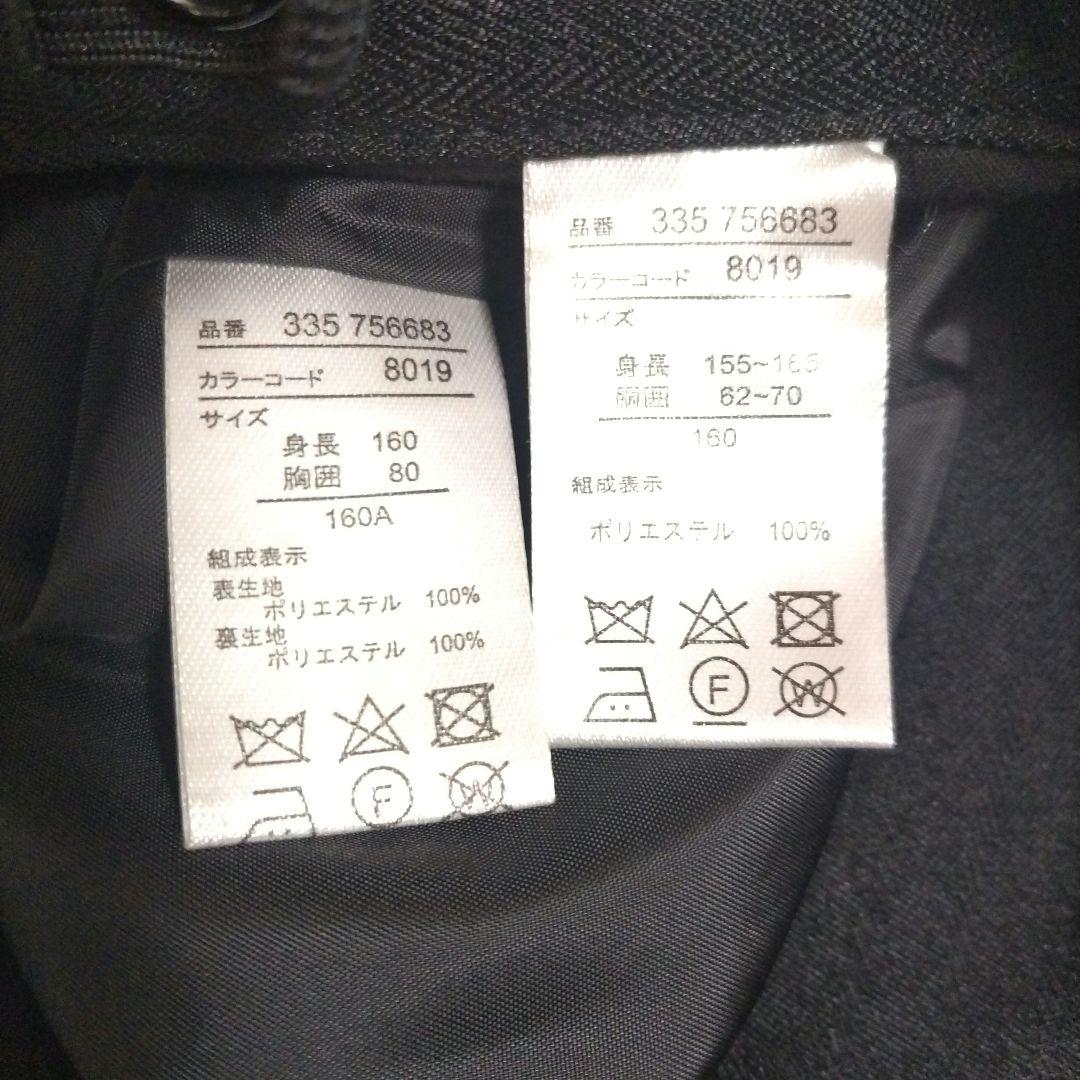 品番 335 756683
カラーコード 8019
サイズ
身長 160
胸囲 80
160A
組成表示
表生地
ポリエステル 100%
裏生地
ポリエステル 100%
F
W
品番 335 756683
カラーコード 8019
サイズ
身長 155~165
胴囲 62~70
160
組成表示
ポリエステル 100%
F
W